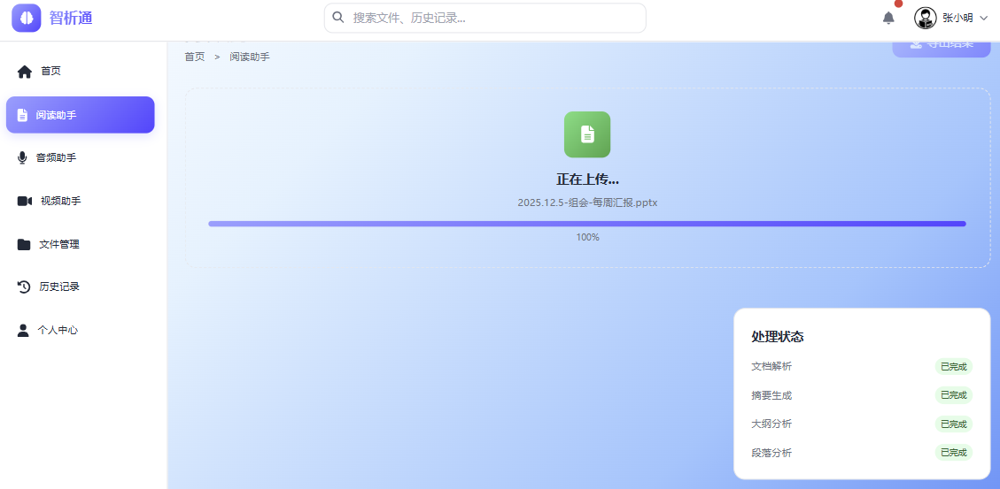 智析通
搜索文件、历史记录...
张小明
首页 > 阅读助手
导出结果
首页
阅读助手
音频助手
视频助手
文件管理
历史记录
个人中心
正在上传...
2025.12.5-组会-每周汇报.pptx
100%
处理状态
文档解析 已完成
摘要生成 已完成
大纲分析 已完成
段落分析 已完成